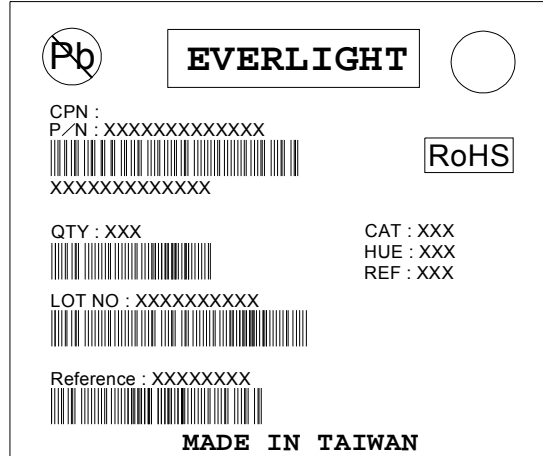 Pb
EVERLIGHT
CPN :
P/N : XXXXXXXXXXXXX
RoHS
XXXXXXXXXXXXX
QTY : XXX
CAT : XXX
HUE : XXX
REF : XXX
LOT NO : XXXXXXXXXX
Reference : XXXXXXXX
MADE IN TAIWAN